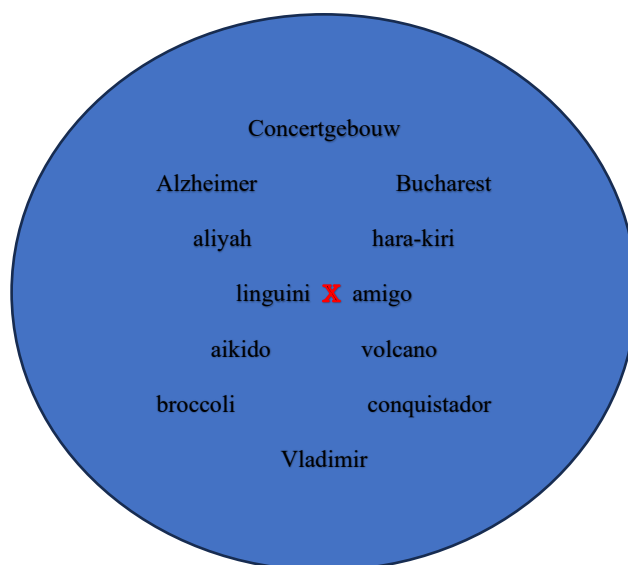 Concertgebouw
Alzheimer Bucharest
aliyah hara-kiri
linguini X amigo
aikido volcano
broccoli conquistador
Vladimir